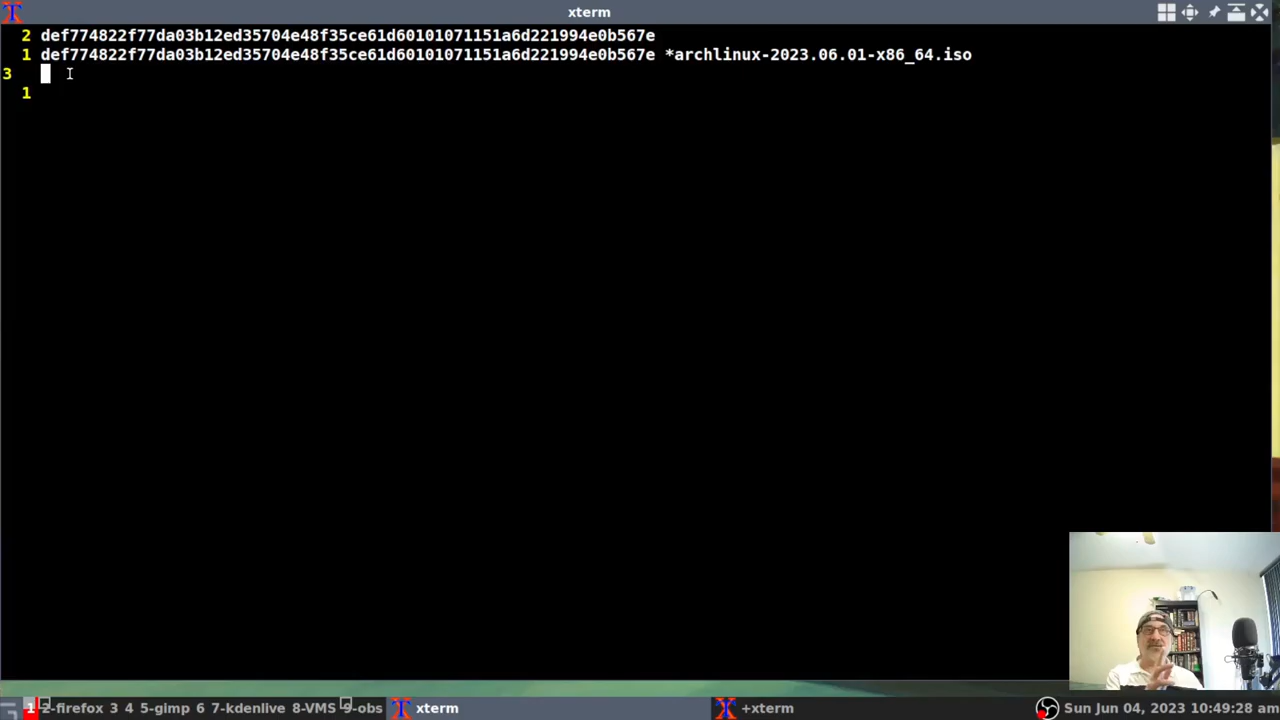 xterm
2 def774822f77da03b12ed35704e48f35ce61d60101071151a6d221994e0b567e
1 def774822f77da03b12ed35704e48f35ce61d60101071151a6d221994e0b567e *archlinux-2023.06.01-x86_64.iso
3
1
1 2-firefox 3 4 5-gimp 6 7-kdenlive 8-VMS 9-obs xterm +xterm Sun Jun 04, 2023 10:49:28 am